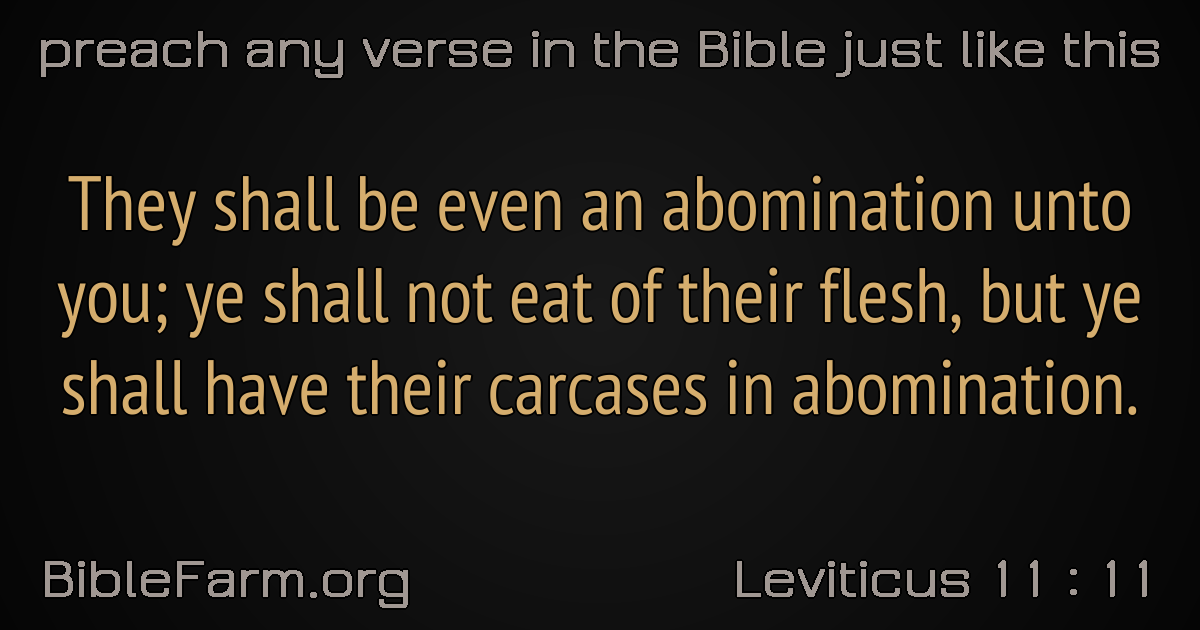 preach any verse in the Bible just like this
They shall be even an abomination unto
you; ye shall not eat of their flesh, but ye
shall have their carcases in abomination.
BibleFarm.org
Leviticus 11 : 11